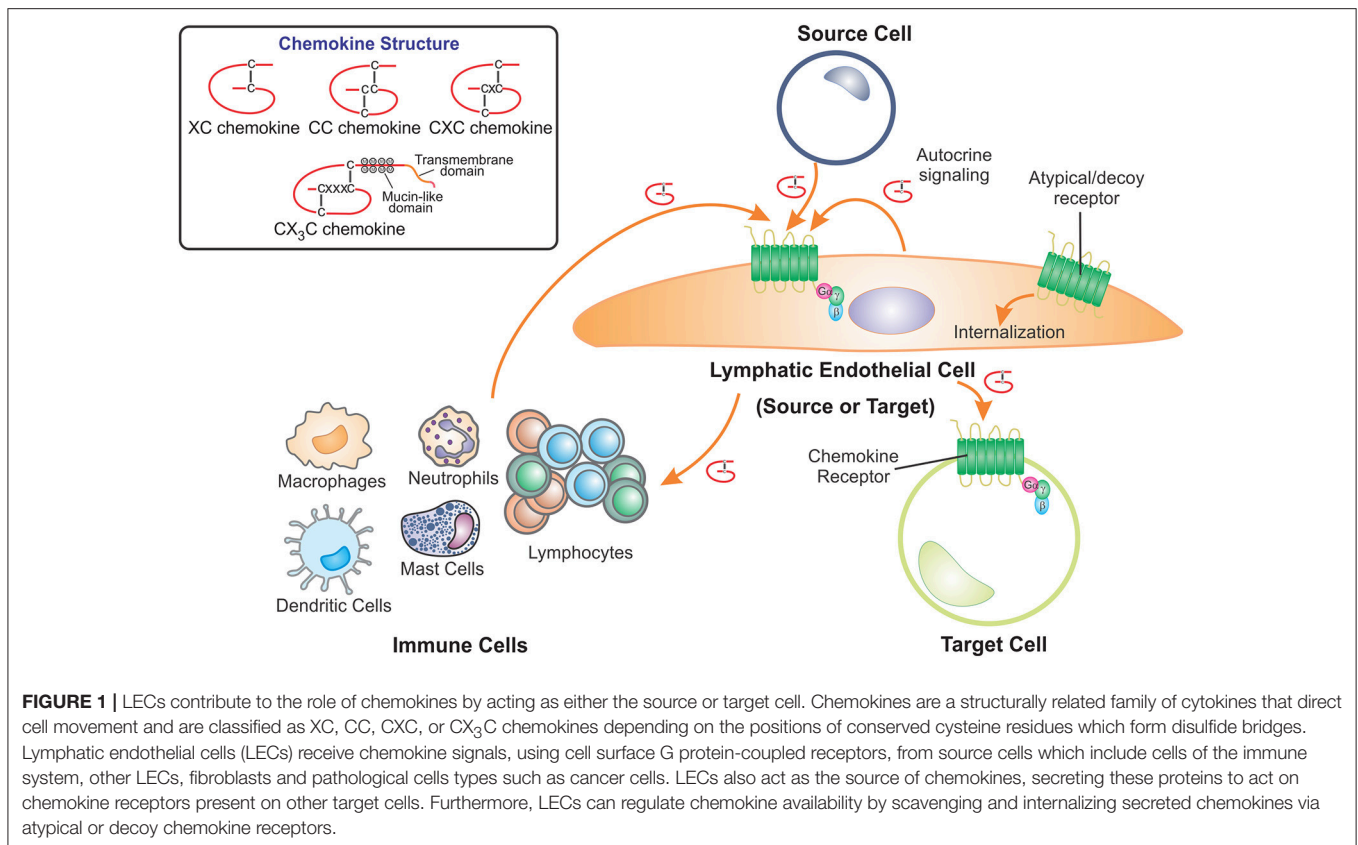 Chemokine Structure
C
C
XC chemokine
C
CC
C
CC chemokine
C
CXC
C
CXC chemokine
C
CXXXC
C
Transmembrane
domain
Mucin-like
domain
CX₃C chemokine
Source Cell
Autocrine
signaling
Atypical/decoy
receptor
Gα
γ
β
Internalization
Lymphatic Endothelial Cell
(Source or Target)
Macrophages
Neutrophils
Dendritic Cells
Mast Cells
Lymphocytes
Immune Cells
Chemokine
Receptor
Gα
γ
β
Target Cell
FIGURE 1 | LECs contribute to the role of chemokines by acting as either the source or target cell. Chemokines are a structurally related family of cytokines that direct
cell movement and are classified as XC, CC, CXC, or CX₃C chemokines depending on the positions of conserved cysteine residues which form disulfide bridges.
Lymphatic endothelial cells (LECs) receive chemokine signals, using cell surface G protein-coupled receptors, from source cells which include cells of the immune
system, other LECs, fibroblasts and pathological cells types such as cancer cells. LECs also act as the source of chemokines, secreting these proteins to act on
chemokine receptors present on other target cells. Furthermore, LECs can regulate chemokine availability by scavenging and internalizing secreted chemokines via
atypical or decoy chemokine receptors.